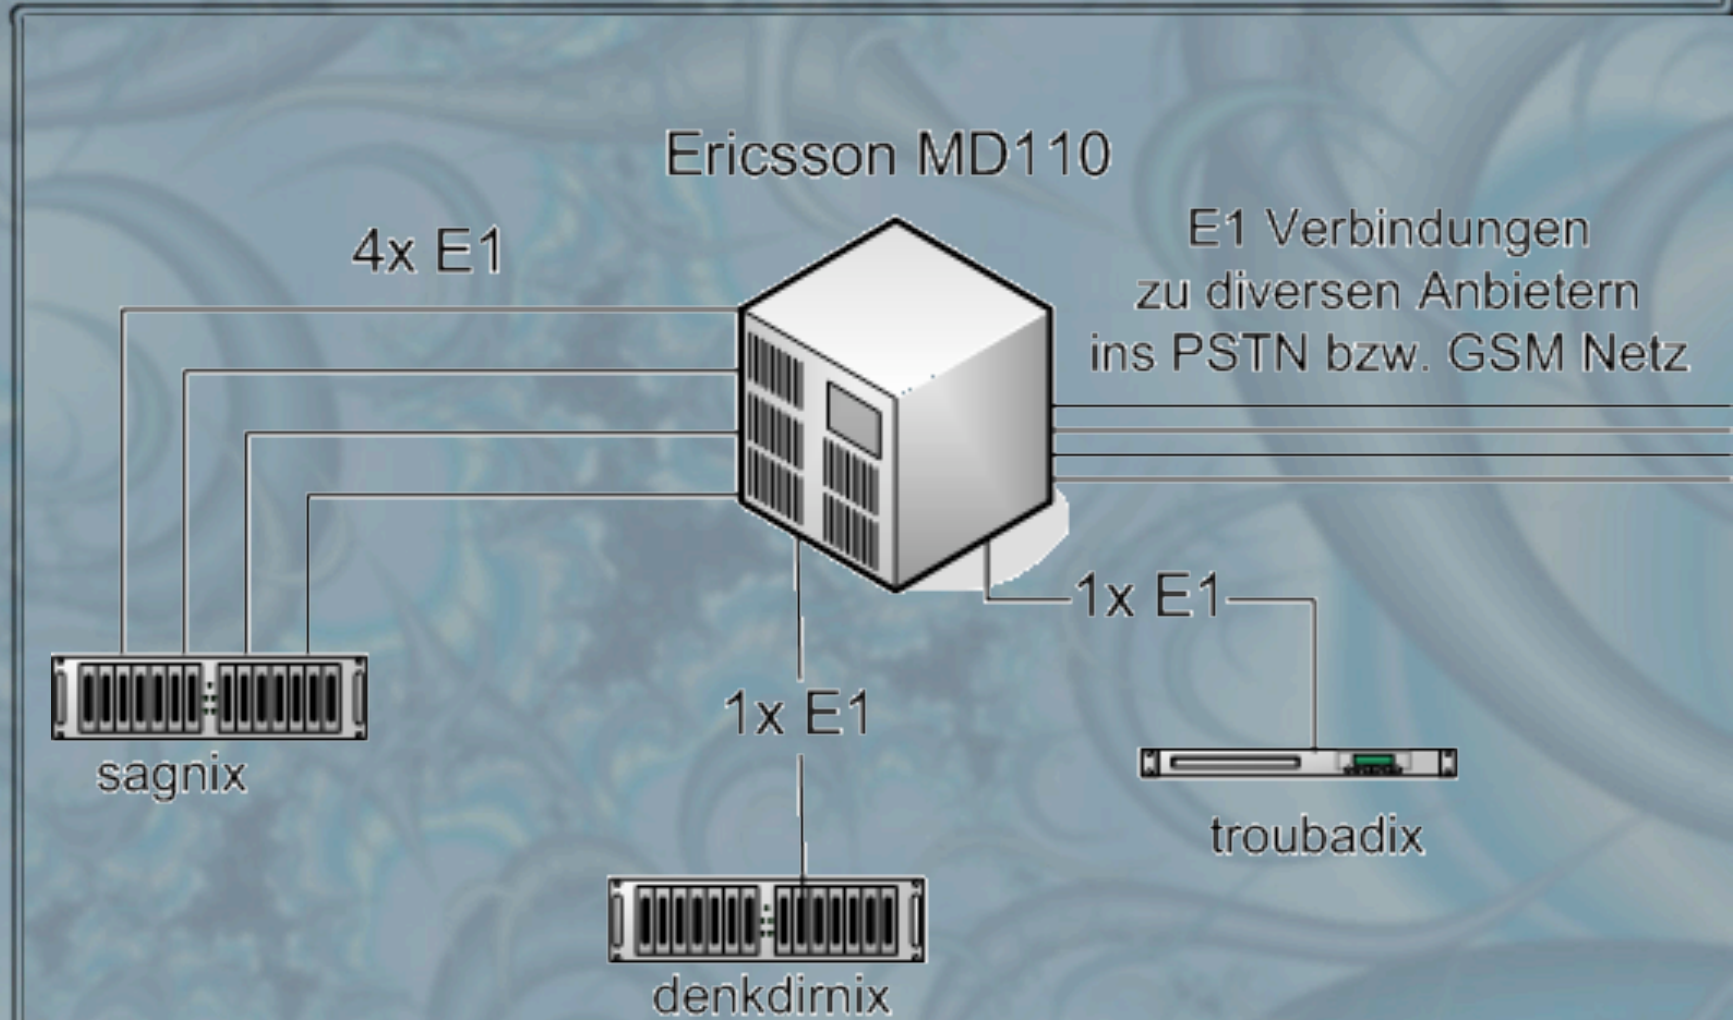 Ericsson MD110
4x E1
E1 Verbindungen
zu diversen Anbietern
ins PSTN bzw. GSM Netz
1x E1
1x E1
sagnix
troubadix
denkdirnix